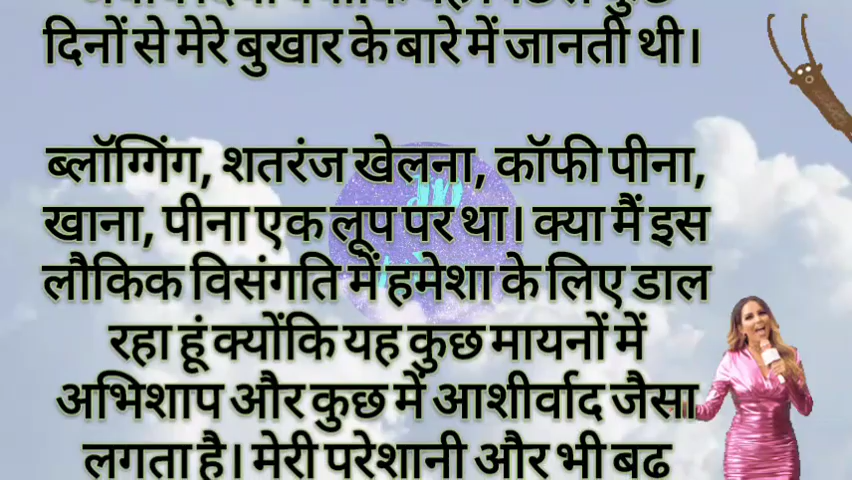 दिनों से मेरे बुखार के बारे में जानती थी।
ब्लॉग्गिंग, शतरंज खेलना, कॉफी पीना,
खाना, पीना एक लूप पर था। क्या मैं इस
लौकिक विसंगति में हमेशा के लिए डाल
रहा हूं क्योंकि यह कुछ मायनों में
अभिशाप और कुछ में आशीर्वाद जैसा
लगता है। मेरी परेशानी और भी बढ़